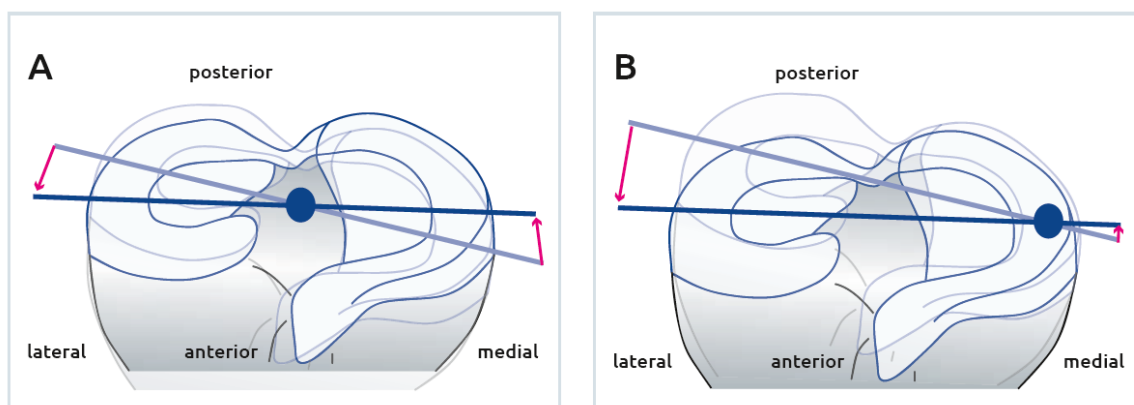 A
posterior
lateral
anterior
medial
B
posterior
lateral
anterior
medial